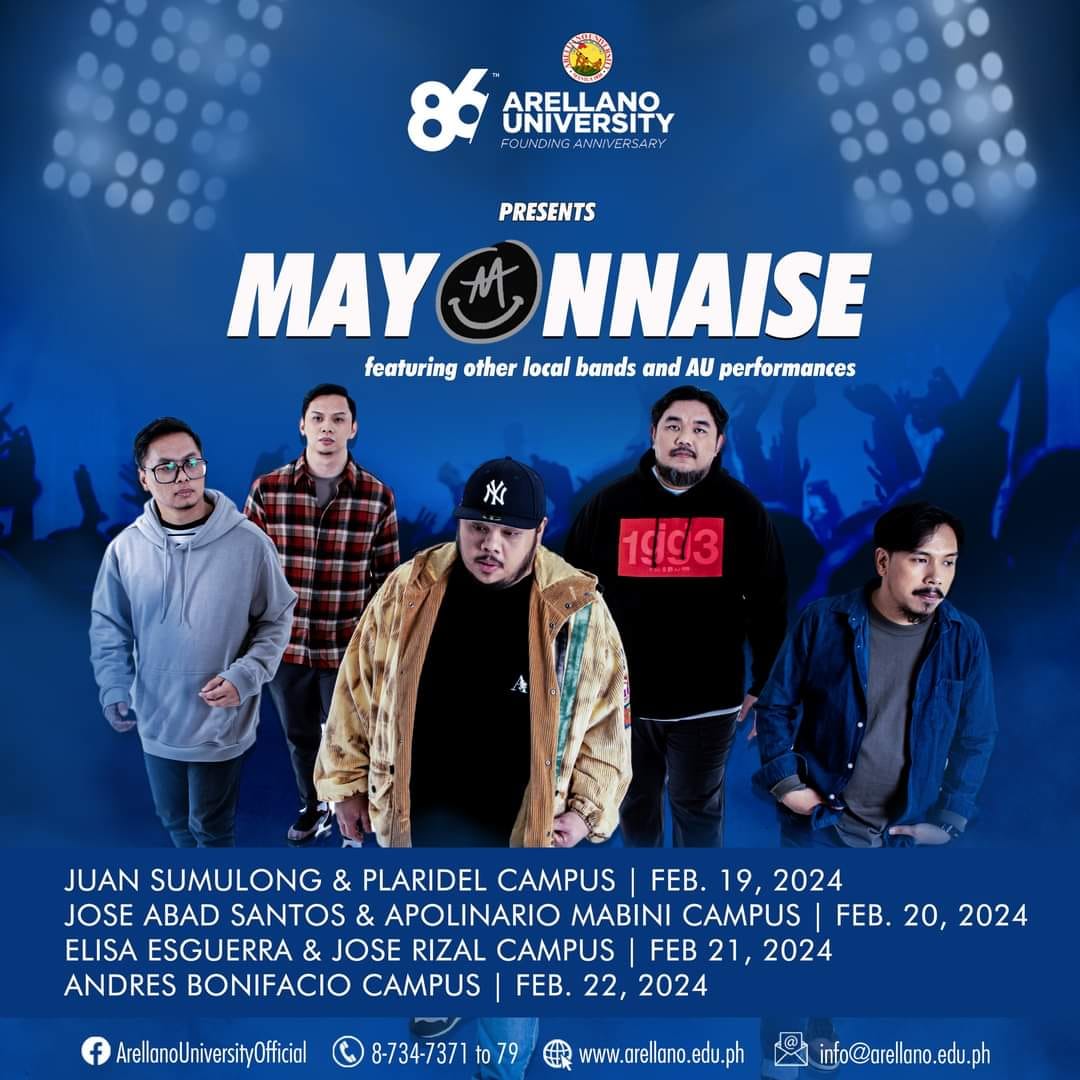 ARELLANO UNIVERSITY
86TH
ARELLANO
UNIVERSITY
FOUNDING ANNIVERSARY
PRESENTS
MAYONNAISE
featuring other local bands and AU performances
NY
1993
A
JUAN SUMULONG & PLARIDEL CAMPUS | FEB. 19, 2024
JOSE ABAD SANTOS & APOLINARIO MABINI CAMPUS | FEB. 20, 2024
ELISA ESGUERRA & JOSE RIZAL CAMPUS | FEB 21, 2024
ANDRES BONIFACIO CAMPUS | FEB. 22, 2024
ArellanoUniversityOfficial 8-734-7371 to 79 www.arellano.edu.ph info@arellano.edu.ph